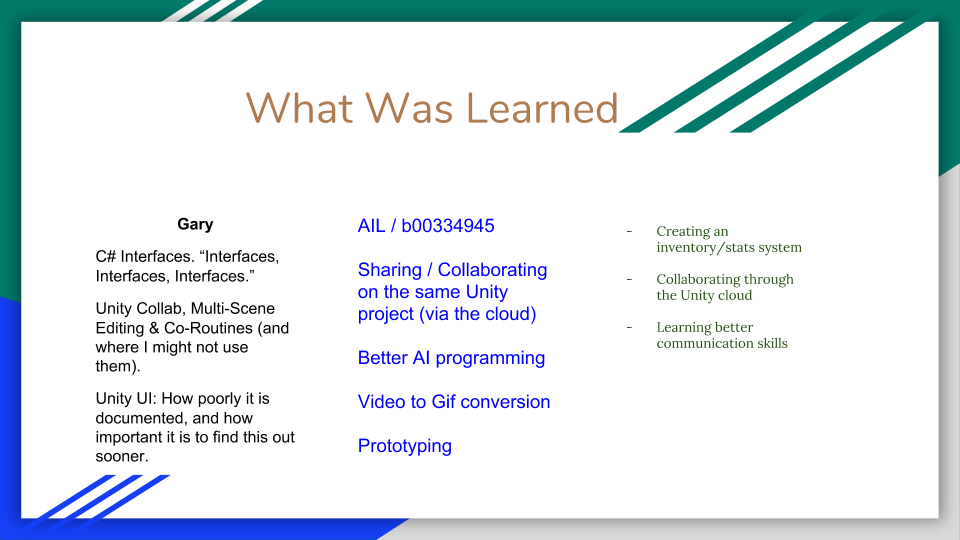 What Was Learned
Gary
C# Interfaces. “Interfaces,
Interfaces, Interfaces.”
Unity Collab, Multi-Scene
Editing & Co-Routines (and
where I might not use
them).
Unity UI: How poorly it is
documented, and how
important it is to find this out
sooner.
AIL / b00334945
Sharing / Collaborating
on the same Unity
project (via the cloud)
Better AI programming
Video to Gif conversion
Prototyping
- Creating an
inventory/stats system
- Collaborating through
the Unity cloud
- Learning better
communication skills